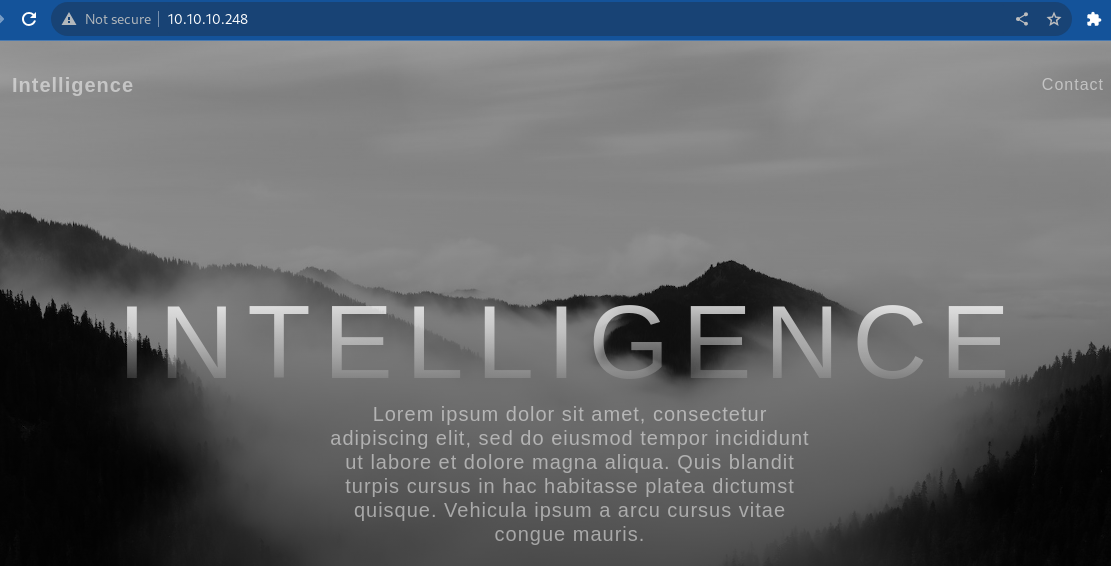 Not secure 10.10.10.248
Intelligence
Contact
INTELLIGENCE
Lorem ipsum dolor sit amet, consectetur
adipiscing elit, sed do eiusmod tempor incididunt
ut labore et dolore magna aliqua. Quis blandit
turpis cursus in hac habitasse platea dictumst
quisque. Vehicula ipsum a arcu cursus vitae
congue mauris.